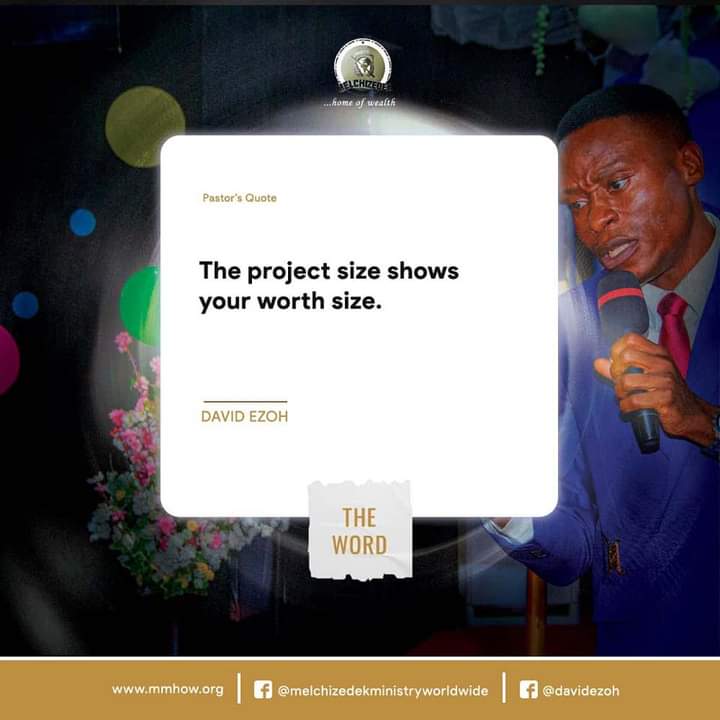 MELCHIZEDEK
...home of wealth
Pastor's Quote
The project size shows
your worth size.
DAVID EZOH
THE
WORD
www.mmhow.org
@melchizedekministryworldwide
@davidezoh